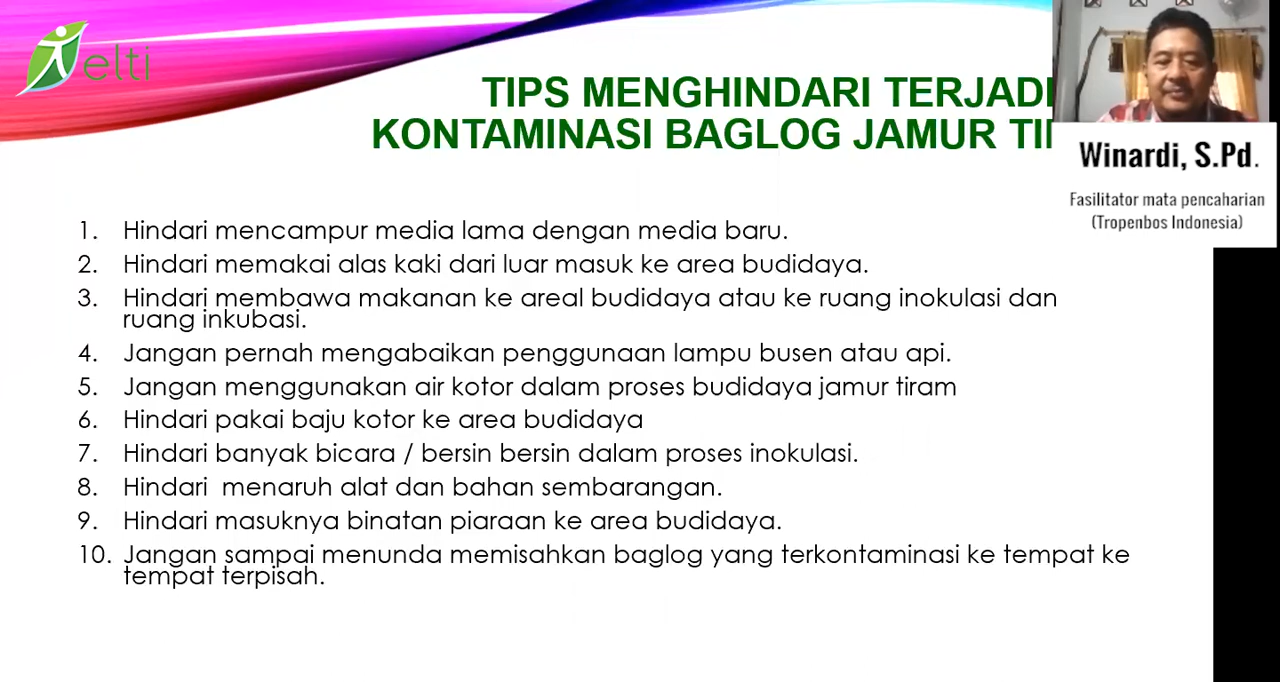 elti
TIPS MENGHINDARI TERJADI
KONTAMINASI BAGLOG JAMUR
Winardi, S.Pd.
Fasilitator mata pencaharian
(Tropenbos Indonesia)
1. Hindari mencampur media lama dengan media baru.
2. Hindari memakai alas kaki dari luar masuk ke area budidaya.
3. Hindari membawa makanan ke areal budidaya atau ke ruang inokulasi dan
ruang inkubasi.
4. Jangan pernah mengabaikan penggunaan lampu busen atau api.
5. Jangan menggunakan air kotor dalam proses budidaya jamur tiram
6. Hindari pakai baju kotor ke area budidaya
7. Hindari banyak bicara / bersin bersin dalam proses inokulasi.
8. Hindari menaruh alat dan bahan sembarangan.
9. Hindari masuknya binatan piaraan ke area budidaya.
10. Jangan sampai menunda memisahkan baglog yang terkontaminasi ke tempat ke
tempat terpisah.